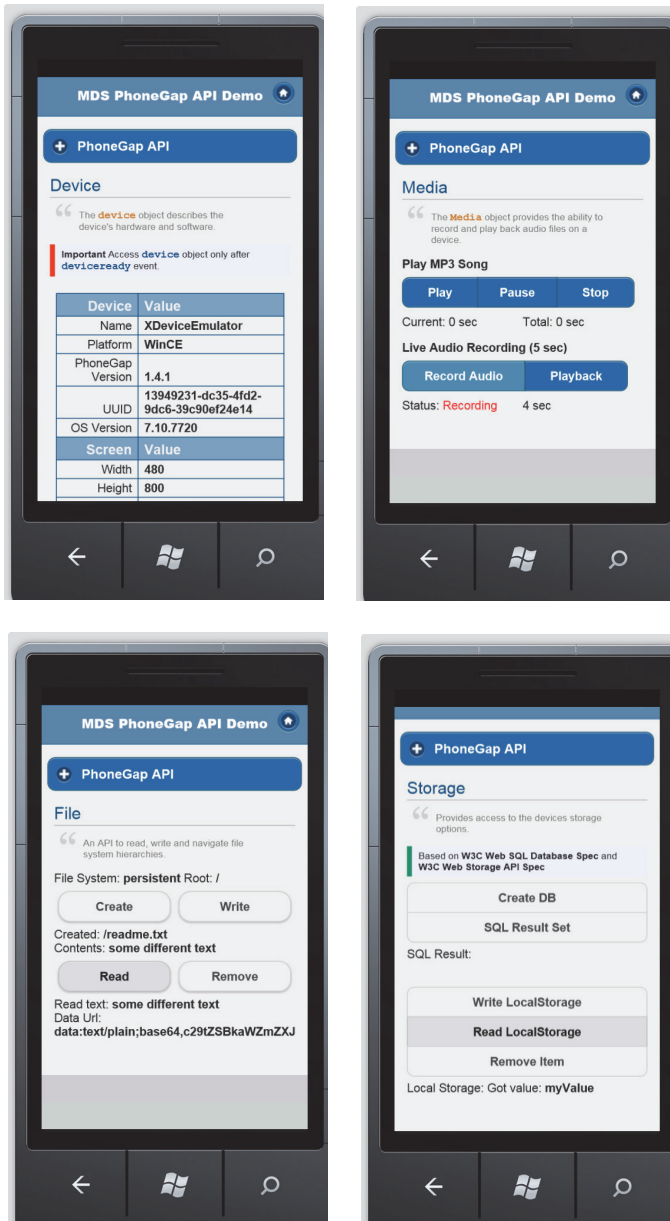 MDS PhoneGap API Demo
PhoneGap API
Device
The device object describes the
device's hardware and software.
Important Access device object only after
deviceready event.
Device Value
Name XDeviceEmulator
Platform WinCE
PhoneGap
Version 1.4.1
13949231-dc35-4fd2-
UUID 9dc6-39c90ef24e14
OS Version 7.10.7720
Screen Value
Width 480
Height 800
MDS PhoneGap API Demo
PhoneGap API
Media
The Media object provides the ability to
record and play back audio files on a
device.
Play MP3 Song
Play Pause Stop
Current: 0 sec Total: 0 sec
Live Audio Recording (5 sec)
Record Audio Playback
Status: Recording 4 sec
MDS PhoneGap API Demo
PhoneGap API
File
An API to read, write and navigate file
system hierarchies.
File System: persistent Root: /
Create Write
Created: /readme.txt
Contents: some different text
Read Remove
Read text: some different text
Data Url:
data:text/plain;base64,c29tZSBkaWZmZXJ
PhoneGap API
Storage
Provides access to the devices storage
options.
Based on W3C Web SQL Database Spec and
W3C Web Storage API Spec
Create DB
SQL Result Set
SQL Result:
Write LocalStorage
Read LocalStorage
Remove Item
Local Storage: Got value: myValue